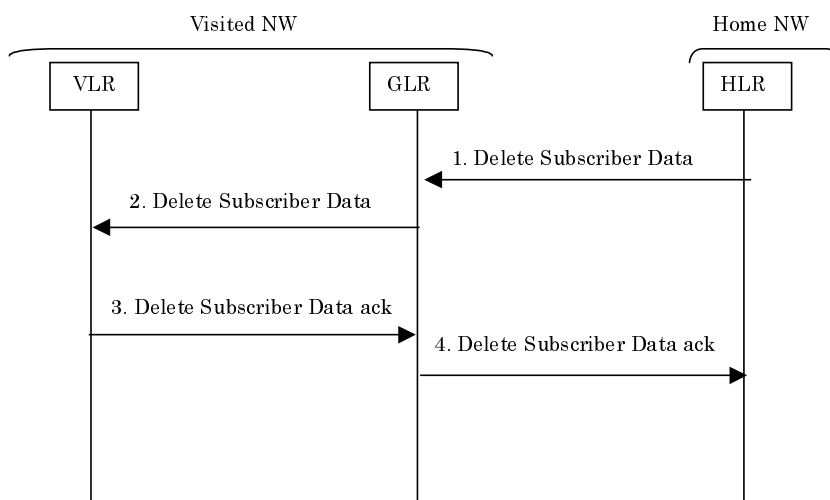 Visited NW
Home NW
VLR
GLR
HLR
1. Delete Subscriber Data
2. Delete Subscriber Data
3. Delete Subscriber Data ack
4. Delete Subscriber Data ack